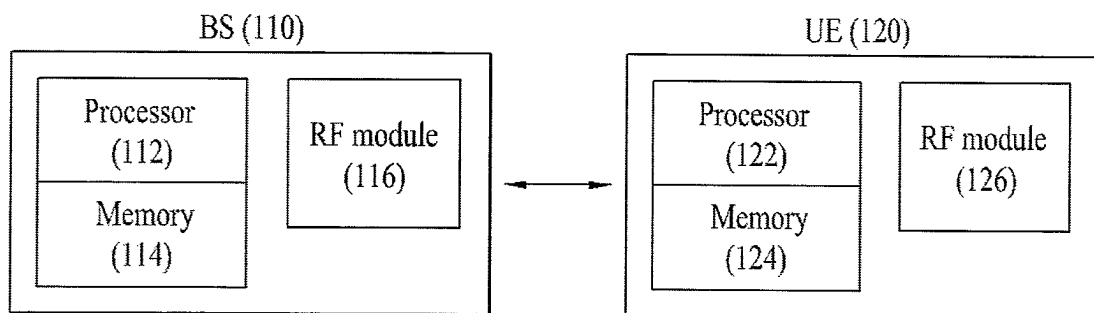 BS (110)
Processor
(112)
Memory
(114)
RF module
(116)
UE (120)
Processor
(122)
Memory
(124)
RF module
(126)